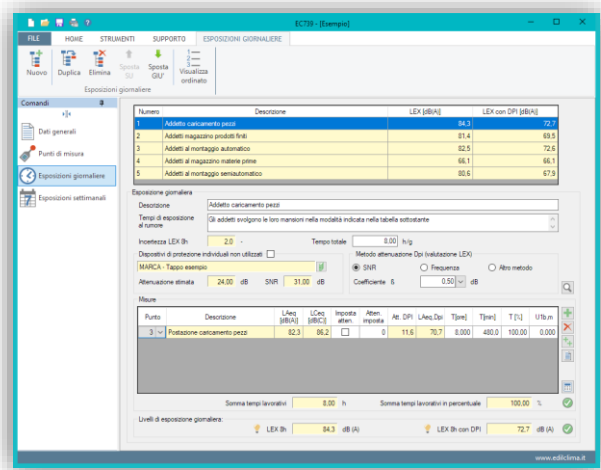 EC739 - [Esempio]
FILE HOME STRUMENTI SUPPORTO ESPOSIZIONI GIORNALIERE
Nuovo Duplica Elimina Sposta SU Sposta GIU' Visualizza ordinato
Esposizioni giornaliere
Comandi
Dati generali
Punti di misura
Esposizioni giornaliere
Esposizioni settimanali
Numero Descrizione LEX [dB(A)] LEX con DPI [dB(A)]
1 Addetto caricamento pezzi 84,3 72,7
2 Addetti magazzino prodotti finiti 81,4 69,5
3 Addetti al montaggio automatico 82,5 72,6
4 Addetti al magazzino materie prime 66,1 66,1
5 Addetti al montaggio semiautomatico 80,6 67,9
Esposizione giornaliera
Descrizione Addetto caricamento pezzi
Tempi di esposizione al rumore Gli addetti svolgono le loro mansioni nella modalità indicata nella tabella sottostante
Incertezza LEX 8h 2,0 - Tempo totale 8,00 h/g
Dispositivi di protezione individuali non utilizzati Metodo attenuazione Dpi (valutazione LEX)
MARCA - Tappo esempio SNR Frequenze Altro metodo
Attenuazione stimata 24,00 dB SNR 31,00 dB Coefficiente ß 0,50 dB
Misure
Punto Descrizione LAeq [dB(A)] LCeq [dB(C)] Imposta atten. Atten. imposta Att. DPI LAeq,Dpi T[ore] T[min] T [%] U1b.m
3 Postazione caricamento pezzi 82,3 86,2 0 11,6 70,7 8,000 480,0 100,00 0,000
Somma tempi lavorativi 8,00 h Somma tempi lavorativi in percentuale 100,00 %
Livelli di esposizione giornaliera:
LEX 8h 84,3 dB (A) LEX 8h con DPI 72,7 dB (A)
www.edilclima.it